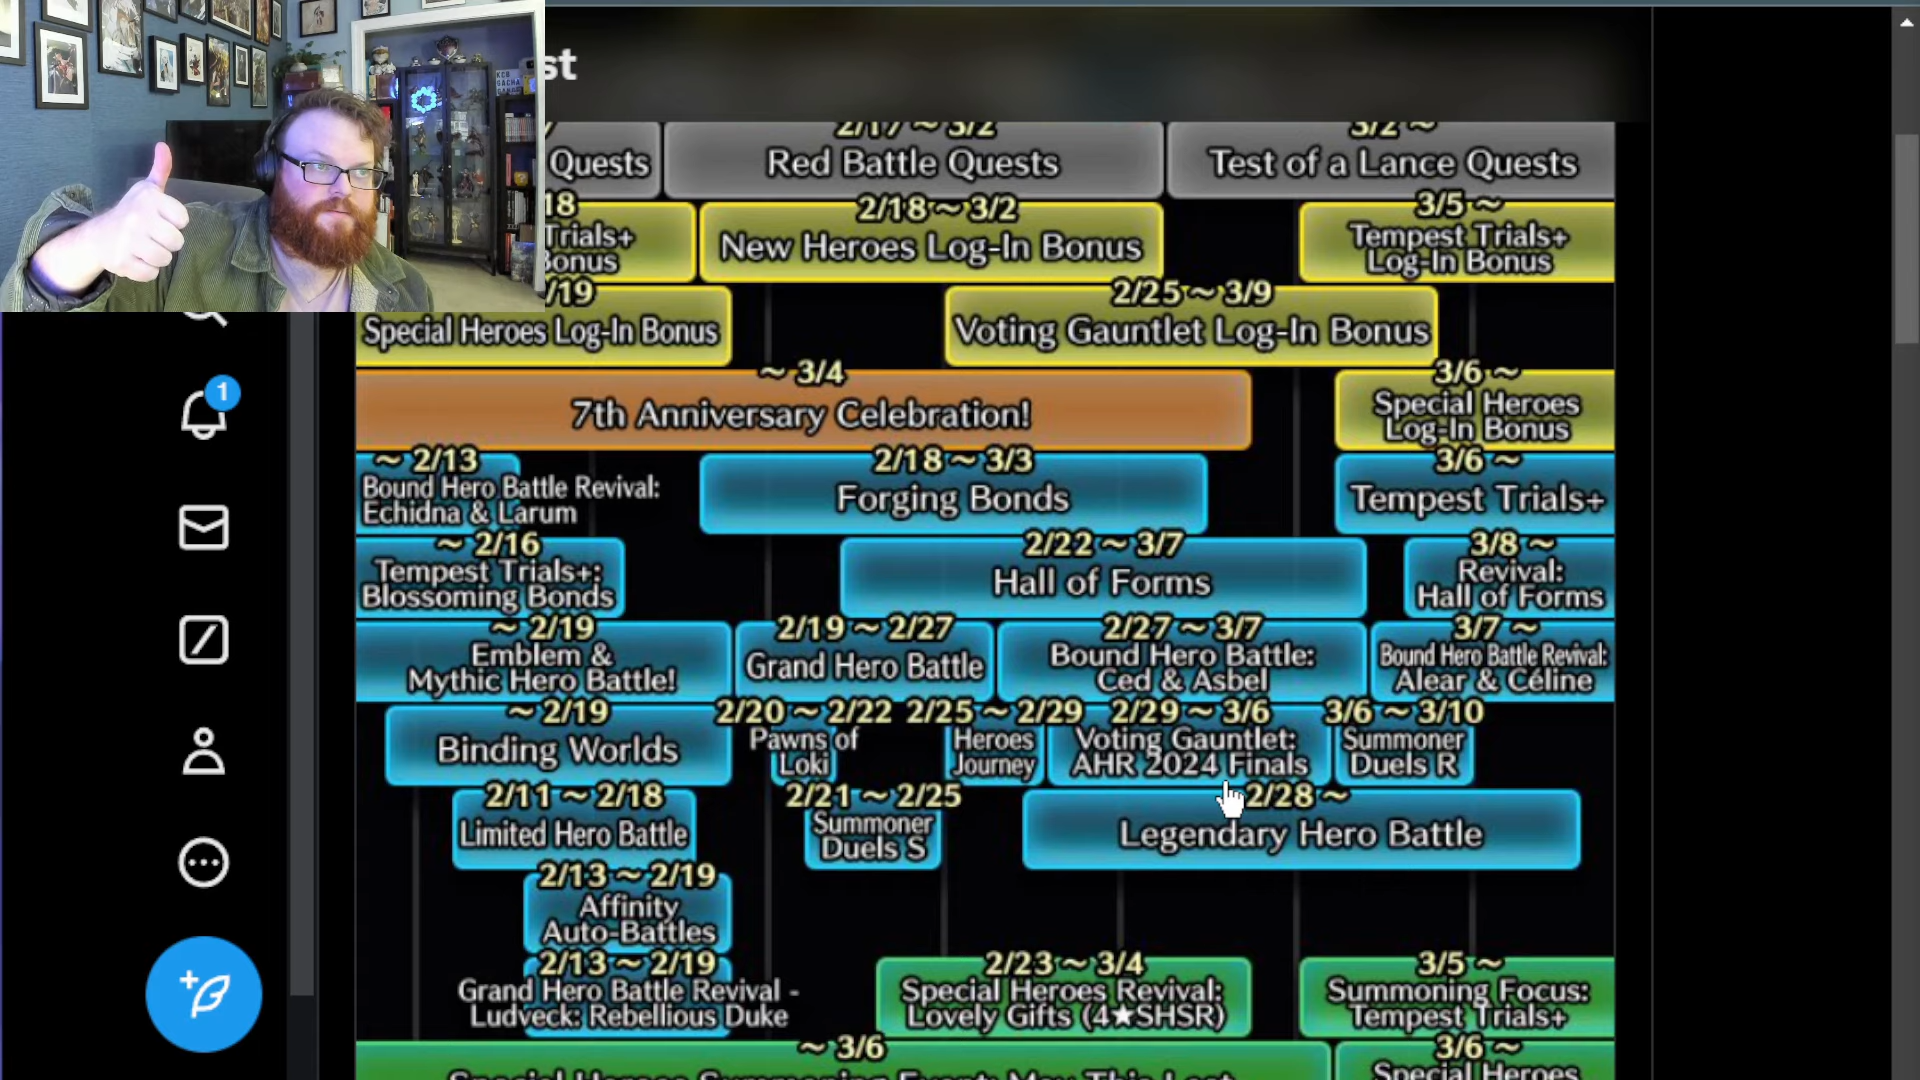 st
2/17 ~ 3/2
3/2 ~
Quests
Red Battle Quests
Test of a Lance Quests
18
2/18 ~ 3/2
3/5 ~
Trials+
Bonus
New Heroes Log-In Bonus
Tempest Trials+
Log-In Bonus
/19
2/25 ~ 3/9
Special Heroes Log-In Bonus
Voting Gauntlet Log-In Bonus
~ 3/4
7th Anniversary Celebration!
3/6 ~
Special Heroes
Log-In Bonus
1
~ 2/13
Bound Hero Battle Revival:
Echidna & Larum
2/18 ~ 3/3
Forging Bonds
3/6 ~
Tempest Trials+
~ 2/16
Tempest Trials+:
Blossoming Bonds
2/22 ~ 3/7
Hall of Forms
3/8 ~
Revival:
Hall of Forms
~ 2/19
Emblem &
Mythic Hero Battle!
2/19 ~ 2/27
Grand Hero Battle
2/27 ~ 3/7
Bound Hero Battle:
Ced & Asbel
3/7 ~
Bound Hero Battle Revival:
Alear & Céline
~ 2/19
Binding Worlds
2/20 ~ 2/22
Pawns of
Loki
2/25 ~ 2/29
Heroes
Journey
2/29 ~ 3/6
Voting Gauntlet:
AHR 2024 Finals
3/6 ~ 3/10
Summoner
Duels R
2/11 ~ 2/18
Limited Hero Battle
2/21 ~ 2/25
Summoner
Duels S
2/28 ~
Legendary Hero Battle
2/13 ~ 2/19
Affinity
Auto-Battles
2/13 ~ 2/19
Grand Hero Battle Revival -
Ludveck: Rebellious Duke
2/23 ~ 3/4
Special Heroes Revival:
Lovely Gifts (4★SHSR)
3/5 ~
Summoning Focus:
Tempest Trials+
~ 3/6
Special Heroes Summoning Event: May This Last
3/6 ~
Special Heroes